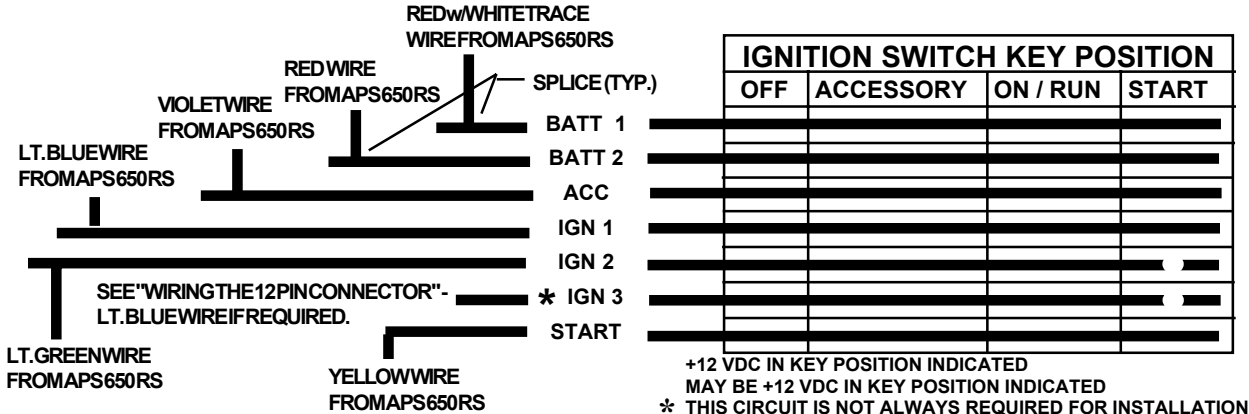 REDw/WHITETRACE
WIREFROMAPS650RS
REDWIRE
FROMAPS650RS
SPLICE(TYP.)
VIOLETWIRE
FROMAPS650RS
LT.BLUEWIRE
FROMAPS650RS
BATT 1
BATT 2
ACC
IGN 1
IGN 2
SEE"WIRINGTHE12PINCONNECTOR"-
LT.BLUEWIREIFREQUIRED.
* IGN 3
START
LT.GREENWIRE
FROMAPS650RS
YELLOWWIRE
FROMAPS650RS
IGNITION SWITCH KEY POSITION
OFF ACCESSORY ON / RUN START
+12 VDC IN KEY POSITION INDICATED
MAY BE +12 VDC IN KEY POSITION INDICATED
* THIS CIRCUIT IS NOT ALWAYS REQUIRED FOR INSTALLATION